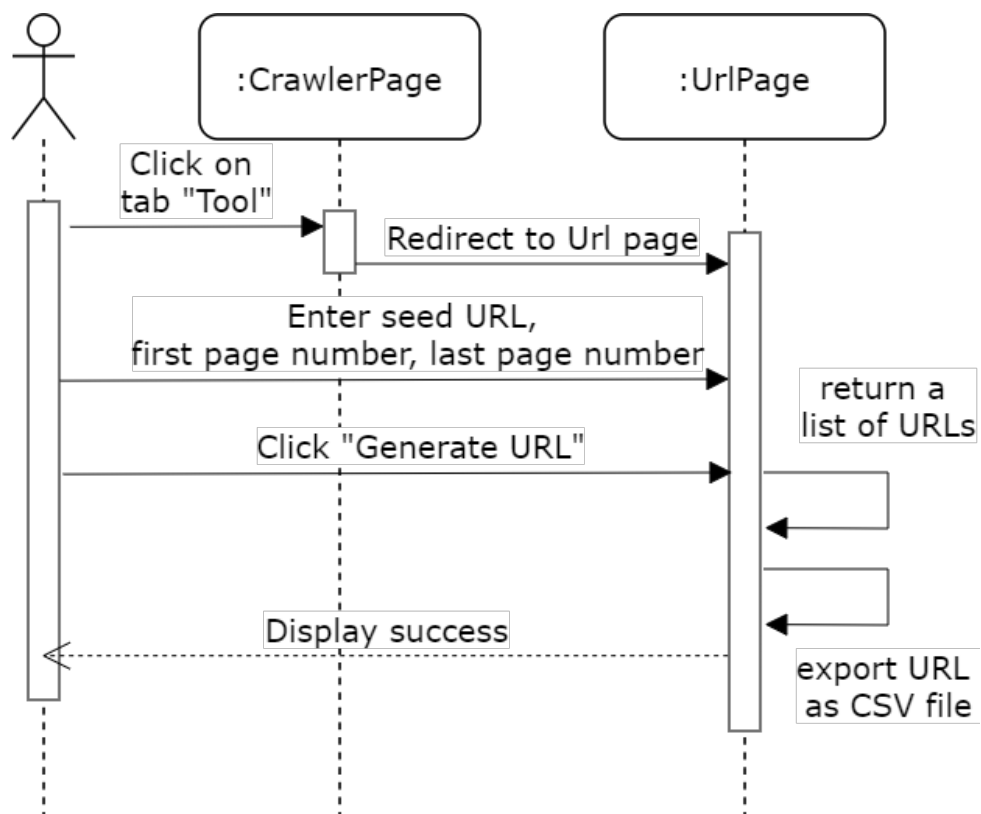 :CrawlerPage
:UrlPage
Click on
tab "Tool"
Redirect to Url page
Enter seed URL,
first page number, last page number
return a
list of URLs
Click "Generate URL"
Display success
export URL
as CSV file